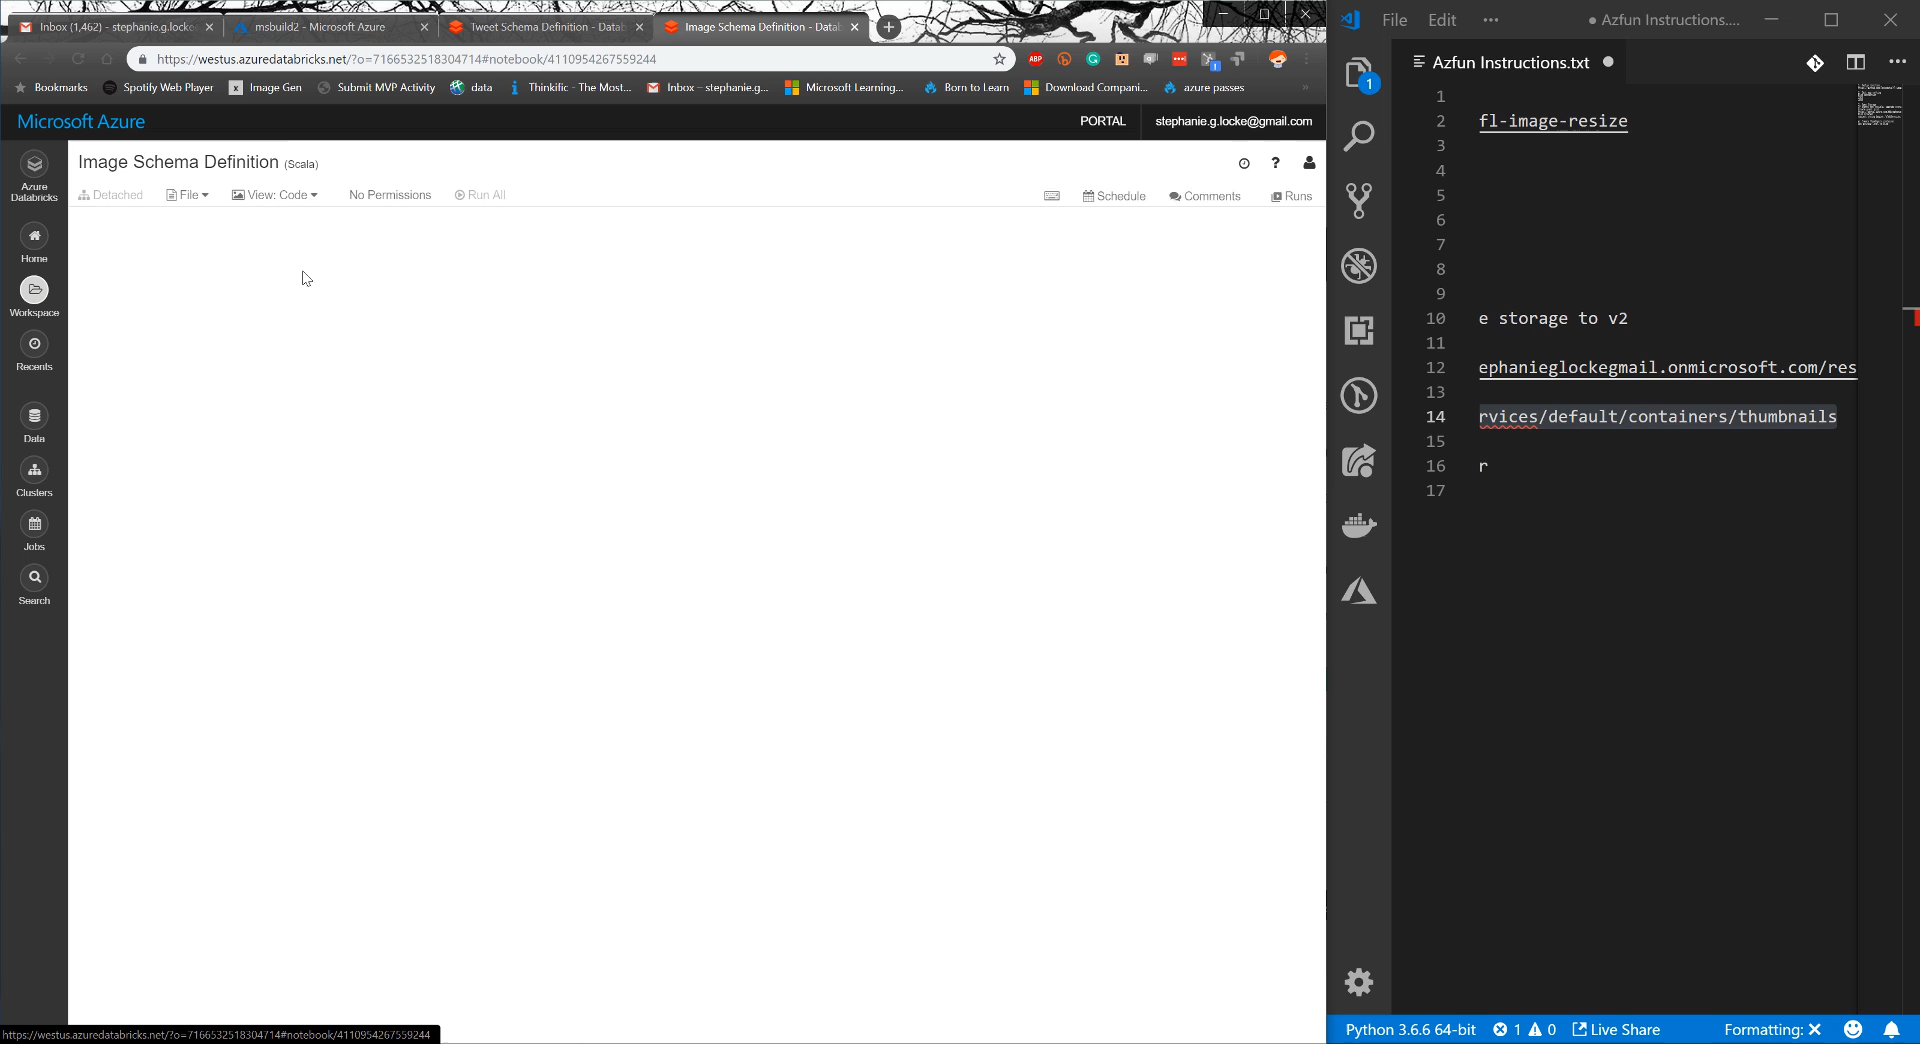 Inbox (1,462) - stephanie.g.locke
msbuild2 - Microsoft Azure
Tweet Schema Definition - Datab
Image Schema Definition - Datab
https://westus.azuredatabricks.net/?o=7166532518304714#notebook/4110954267559244
ABP
1
Bookmarks
Spotify Web Player
Image Gen
Submit MVP Activity
data
Thinkific - The Most...
Inbox – stephanie.g...
Microsoft Learning...
Born to Learn
Download Compani...
azure passes
»
Microsoft Azure
PORTAL
stephanie.g.locke@gmail.com
Image Schema Definition (Scala)
?
Detached
File
View: Code
No Permissions
Run All
Schedule
Comments
Runs
Azure
Databricks
Home
Workspace
Recents
Data
Clusters
Jobs
Search
https://westus.azuredatabricks.net/?o=7166532518304714#notebook/4110954267559244
File
Edit
...
● Azfun Instructions....
1
Azfun Instructions.txt
1
2 fl-image-resize
3
4
5
6
7
8
9
10 e storage to v2
11
12 ephanieglockegmail.onmicrosoft.com/res
13
14 rvices/default/containers/thumbnails
15
16 r
17
Python 3.6.6 64-bit
1
0
Live Share
Formatting: ✕